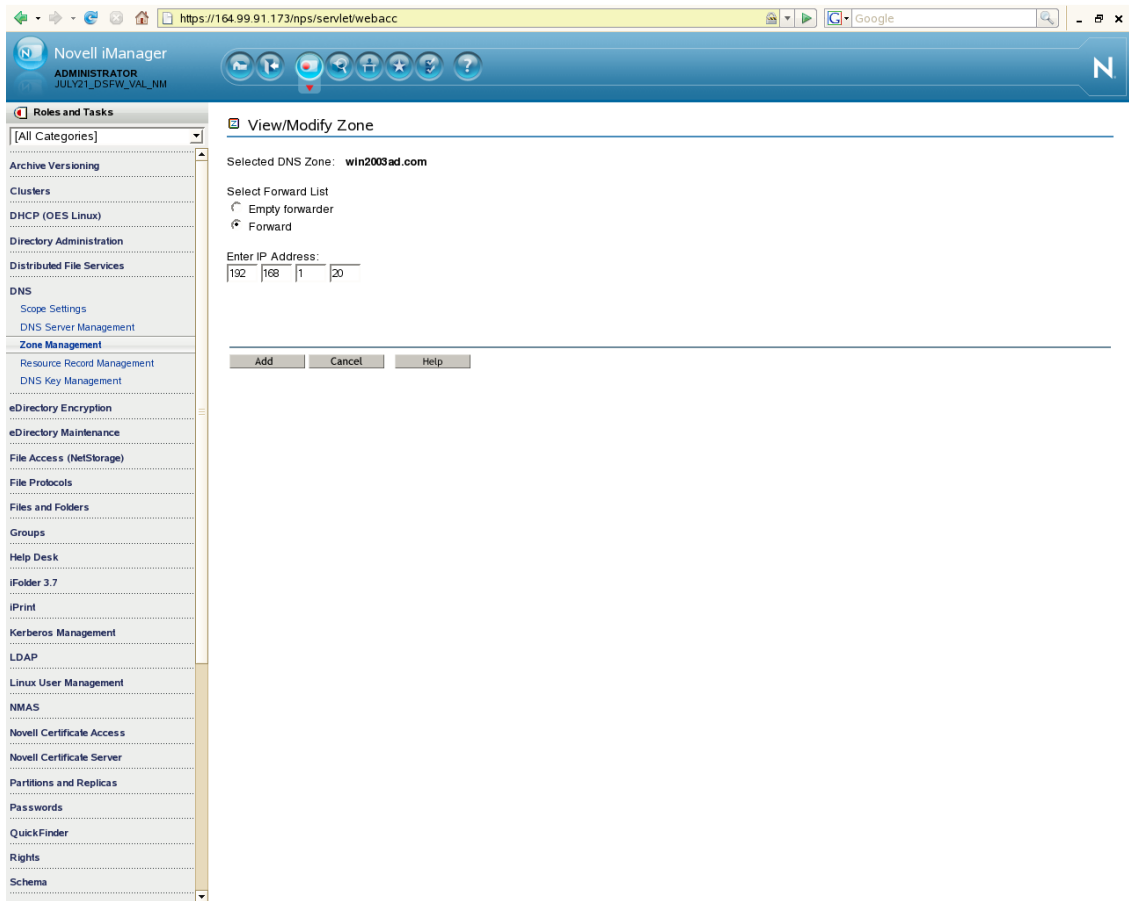 https://164.99.91.173/nps/servlet/webacc
G
Google
N
Novell iManager
ADMINISTRATOR
JULY21_DSFW_VAL_NM
?
N
Roles and Tasks
[All Categories]
Archive Versioning
Clusters
DHCP (OES Linux)
Directory Administration
Distributed File Services
DNS
Scope Settings
DNS Server Management
Zone Management
Resource Record Management
DNS Key Management
eDirectory Encryption
eDirectory Maintenance
File Access (NetStorage)
File Protocols
Files and Folders
Groups
Help Desk
iFolder 3.7
iPrint
Kerberos Management
LDAP
Linux User Management
NMAS
Novell Certificate Access
Novell Certificate Server
Partitions and Replicas
Passwords
QuickFinder
Rights
Schema
View/Modify Zone
Selected DNS Zone: win2003ad.com
Select Forward List
Empty forwarder
Forward
Enter IP Address:
192 168 1 20
Add Cancel Help